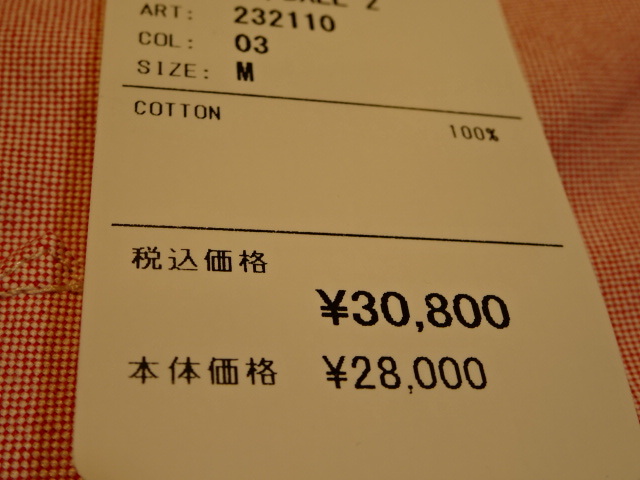 ART: 232110
COL: 03
SIZE: M
COTTON 100%
税込価格
¥30,800
本体価格 ¥28,000